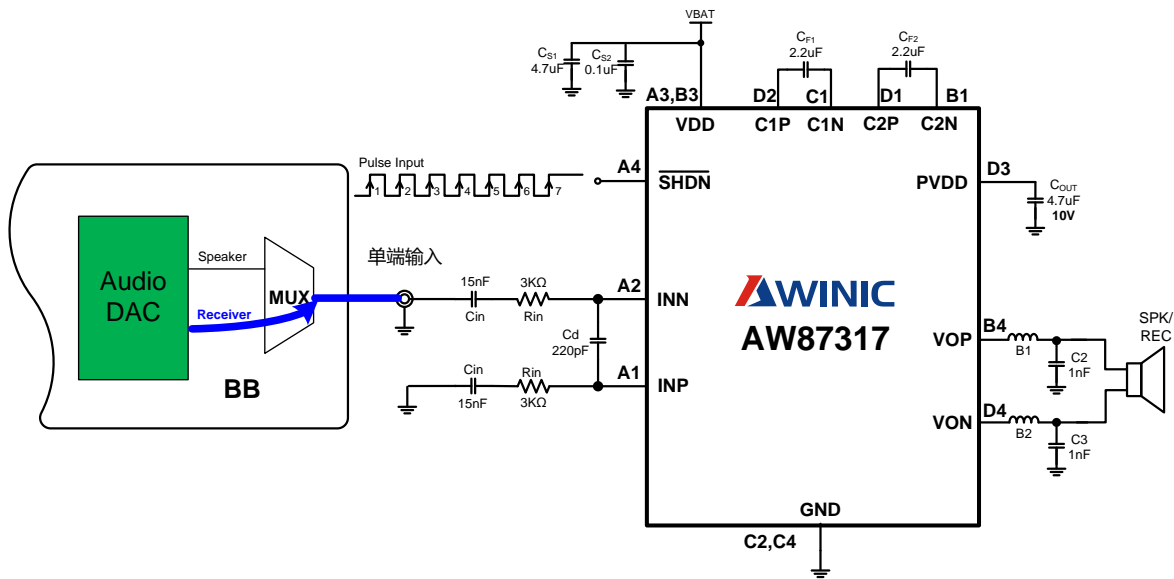 VBAT
CS1
4.7uF
CS2
0.1uF
CF1
2.2uF
CF2
2.2uF
A3,B3
D2
C1
D1
B1
VDD
C1P
C1N
C2P
C2N
Pulse Input
1 2 3 4 5 6 7
A4
SHDN
D3
PVDD
COUT
4.7uF
10V
Audio
DAC
Speaker
Receiver
MUX
BB
单端输入
15nF
Cin
3KΩ
Rin
A2
INN
Cd
220pF
Cin
15nF
Rin
3KΩ
A1
INP
AWINIC
AW87317
VOP
B4
B1
C2
1nF
SPK/
REC
VON
D4
B2
C3
1nF
GND
C2,C4